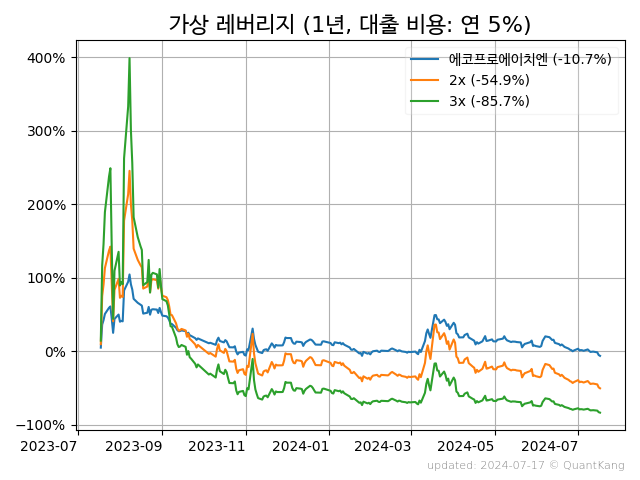 가상 레버리지 (1년, 대출 비용: 연 5%)
에코프로에이치엔 (-10.7%)
2x (-54.9%)
3x (-85.7%)
400%
300%
200%
100%
0%
−100%
2023-07 2023-09 2023-11 2024-01 2024-03 2024-05 2024-07
updated: 2024-07-17 © QuantKang